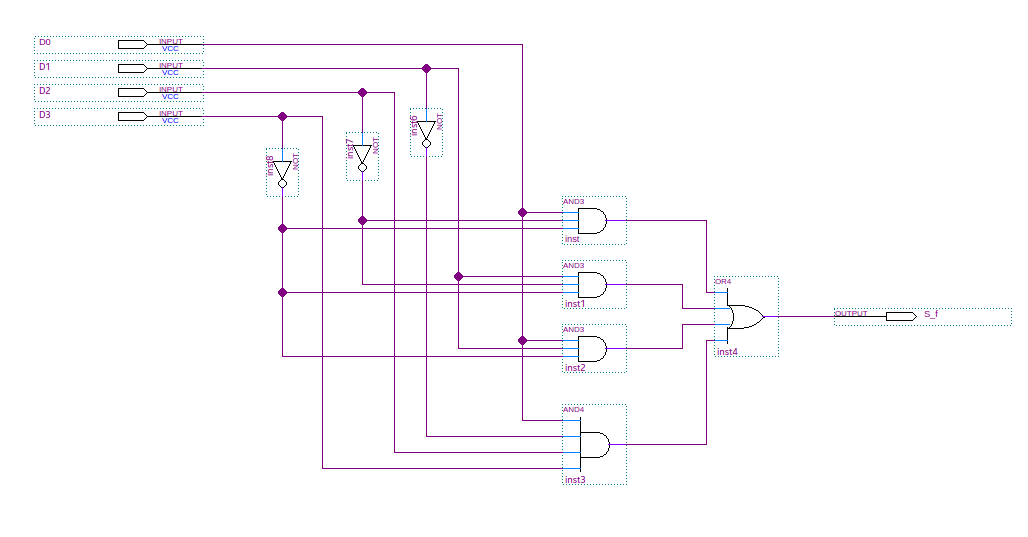 D0
INPUT
VCC
D1
INPUT
VCC
D2
INPUT
VCC
D3
INPUT
VCC
inst6
NOT
inst7
NOT
inst8
NOT
AND3
inst
AND3
inst1
AND3
inst2
AND4
inst3
OR4
inst4
OUTPUT
S_f